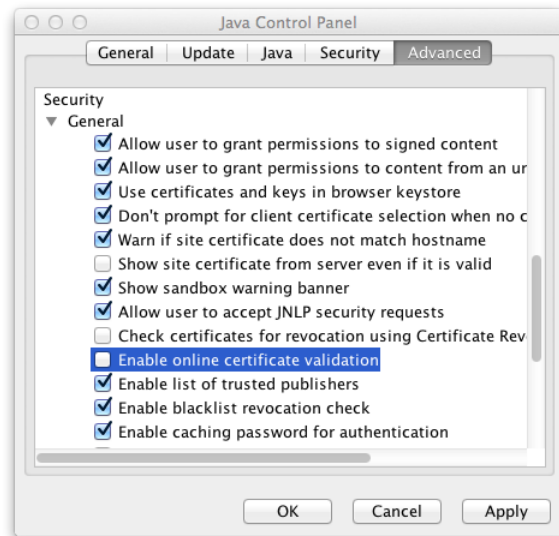 Java Control Panel
General Update Java Security Advanced
Security
General
Allow user to grant permissions to signed content
Allow user to grant permissions to content from an
Use certificates and keys in browser keystore
Don't prompt for client certificate selection when no
Warn if site certificate does not match hostname
Show site certificate from server even if it is valid
Show sandbox warning banner
Allow user to accept JNLP security requests
Check certificates for revocation using Certificate
Enable online certificate validation
Enable list of trusted publishers
Enable blacklist revocation check
Enable caching password for authentication
OK Cancel Apply